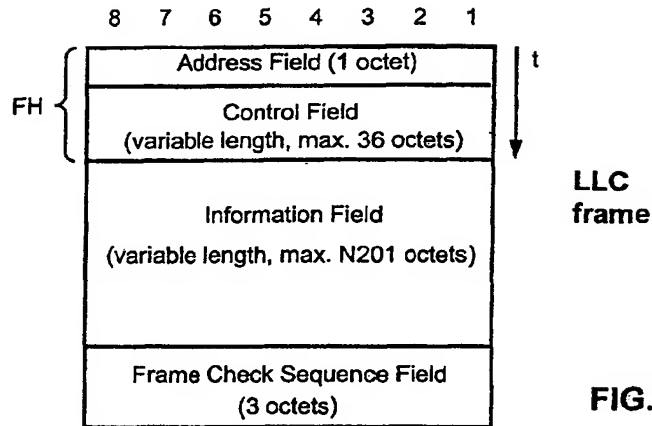 8 7 6 5 4 3 2 1
Address Field (1 octet)
t
FH
Control Field
(variable length, max. 36 octets)
LLC
frame
Information Field
(variable length, max. N201 octets)
Frame Check Sequence Field
(3 octets)
FIG.